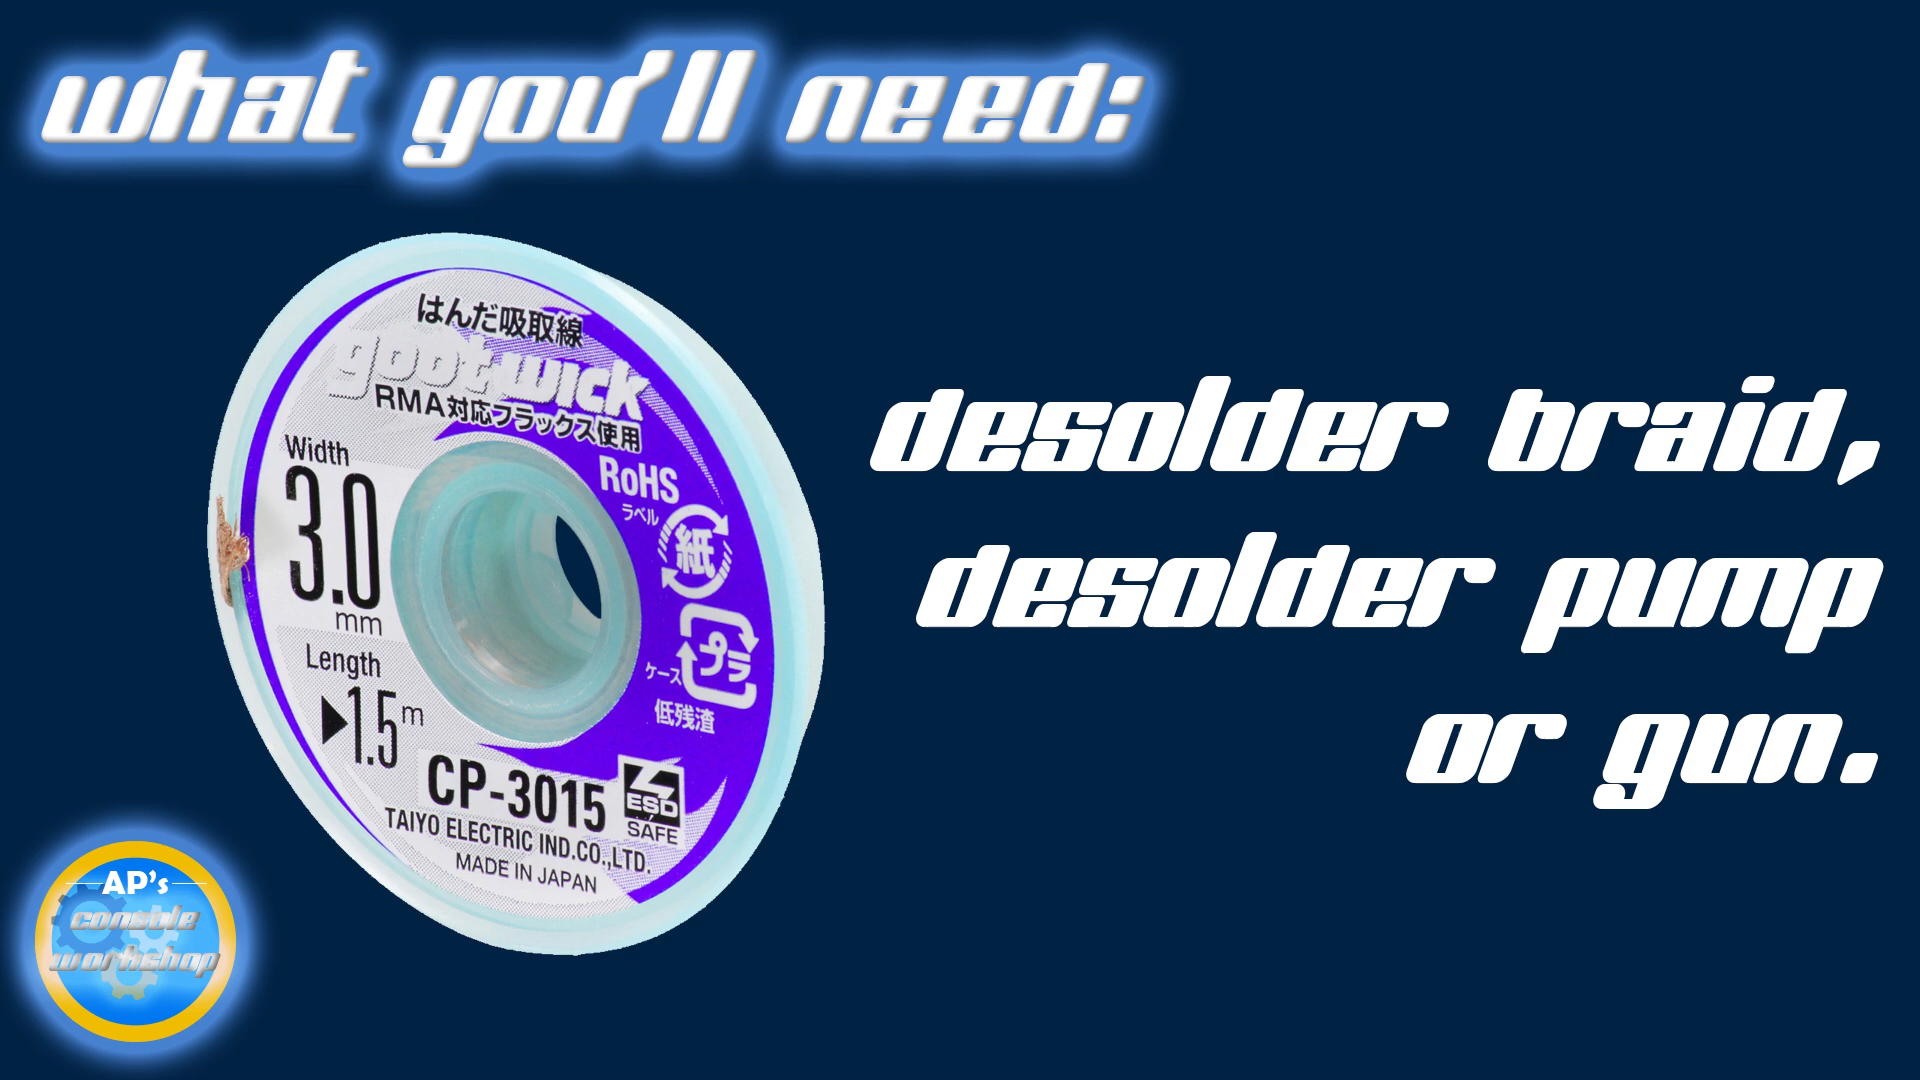 what you'll need:
はんだ吸取線
goot wick
RMA対応フラックス使用
Width
3.0
mm
Length
▶1.5m
RoHS
ラベル
紙
プラ
ケース
低残渣
CP-3015
ESD
SAFE
TAIYO ELECTRIC IND.CO.,LTD.
MADE IN JAPAN
desolder braid,
desolder pump
or gun.
AP's
console
workshop